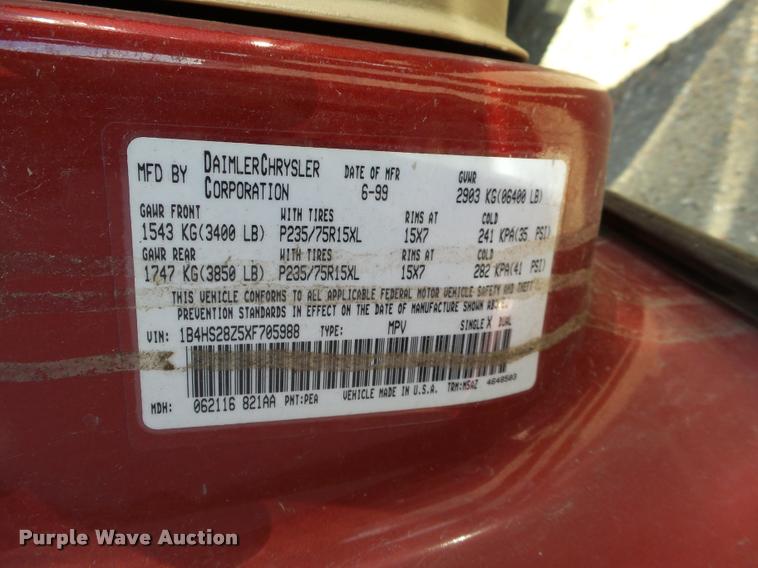 MFD BY DAIMLERCHRYSLER CORPORATION DATE OF MFR 6-99 GVWR 2903 KG(06400 LB)
GAWR FRONT WITH TIRES RIMS AT COLD
1543 KG(3400 LB) P235/75R15XL 15X7 241 KPA(35 PSI)
GAWR REAR WITH TIRES RIMS AT COLD
1747 KG(3850 LB) P235/75R15XL 15X7 282 KPA(41 PSI)
THIS VEHICLE CONFORMS TO ALL APPLICABLE FEDERAL MOTOR VEHICLE SAFETY AND THEFT
PREVENTION STANDARDS IN EFFECT ON THE DATE OF MANUFACTURE SHOWN
VIN: 1B4HS28Z5XF705988 TYPE: MPV SINGLE X DUAL
MDH: 062116 821AA PNT:PEA VEHICLE MADE IN U.S.A. TRM:M5AZ 4648503
Purple Wave Auction